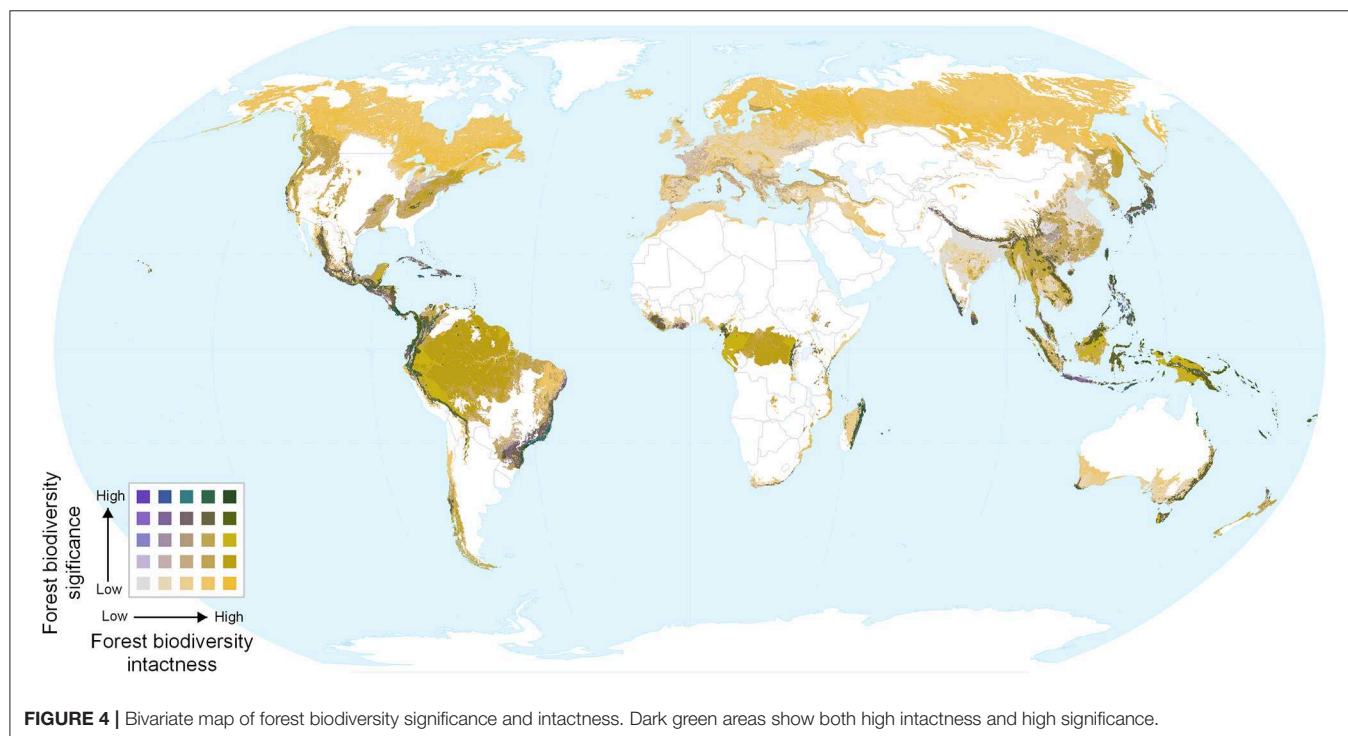 Forest biodiversity
sigificance
High
Low
Low
High
Forest biodiversity
intactness
FIGURE 4 | Bivariate map of forest biodiversity significance and intactness. Dark green areas show both high intactness and high significance.